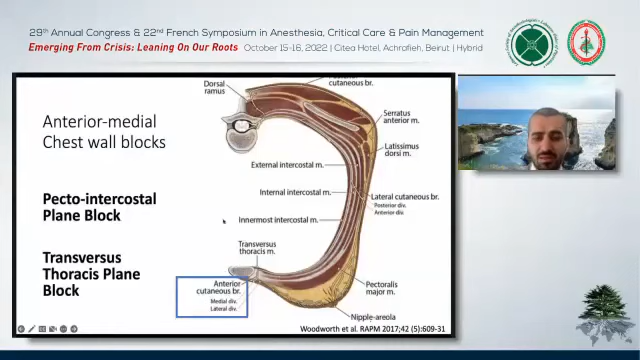 29th Annual Congress & 22nd French Symposium in Anesthesia, Critical Care & Pain Management
Emerging From Crisis: Leaning On Our Roots October 15-16, 2022 | Citea Hotel, Achrafieh, Beirut | Hybrid
Anterior-medial
Chest wall blocks
Pecto-intercostal
Plane Block
Transversus
Thoracis Plane
Block
cutaneous br.
Dorsal
ramus
Serratus
anterior m.
Latissimus
dorsi m.
External intercostal m.
Internal intercostal m.
Lateral cutaneous br.
Posterior div.
Anterior div.
Innermost intercostal m.
Transversus
thoracis m.
Anterior
cutaneous br.
Medial div.
Lateral div.
Pectoralis
major m.
Nipple-areola
Woodworth et al. RAPM 2017;42 (5):609-31